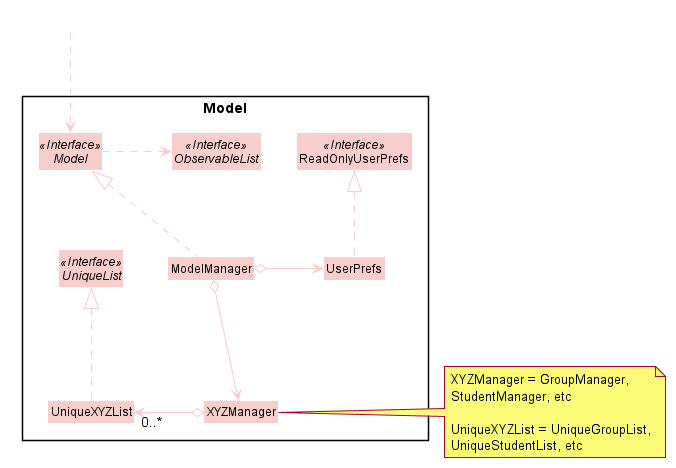 Model
«Interface»
Model
«Interface»
ObservableList
«Interface»
ReadOnlyUserPrefs
«Interface»
UniqueList
ModelManager
UserPrefs
UniqueXYZList
0..*
XYZManager
XYZManager = GroupManager,
StudentManager, etc
UniqueXYZList = UniqueGroupList,
UniqueStudentList, etc